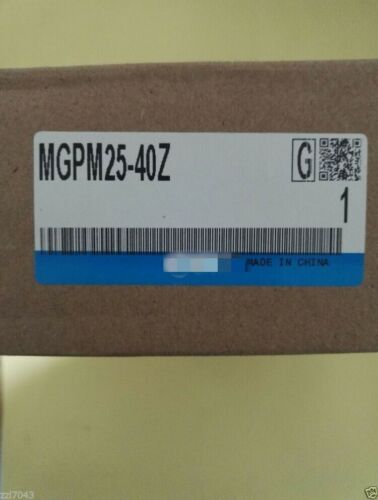 MGPM25-40Z
G
1
MADE IN CHINA
zzl7043